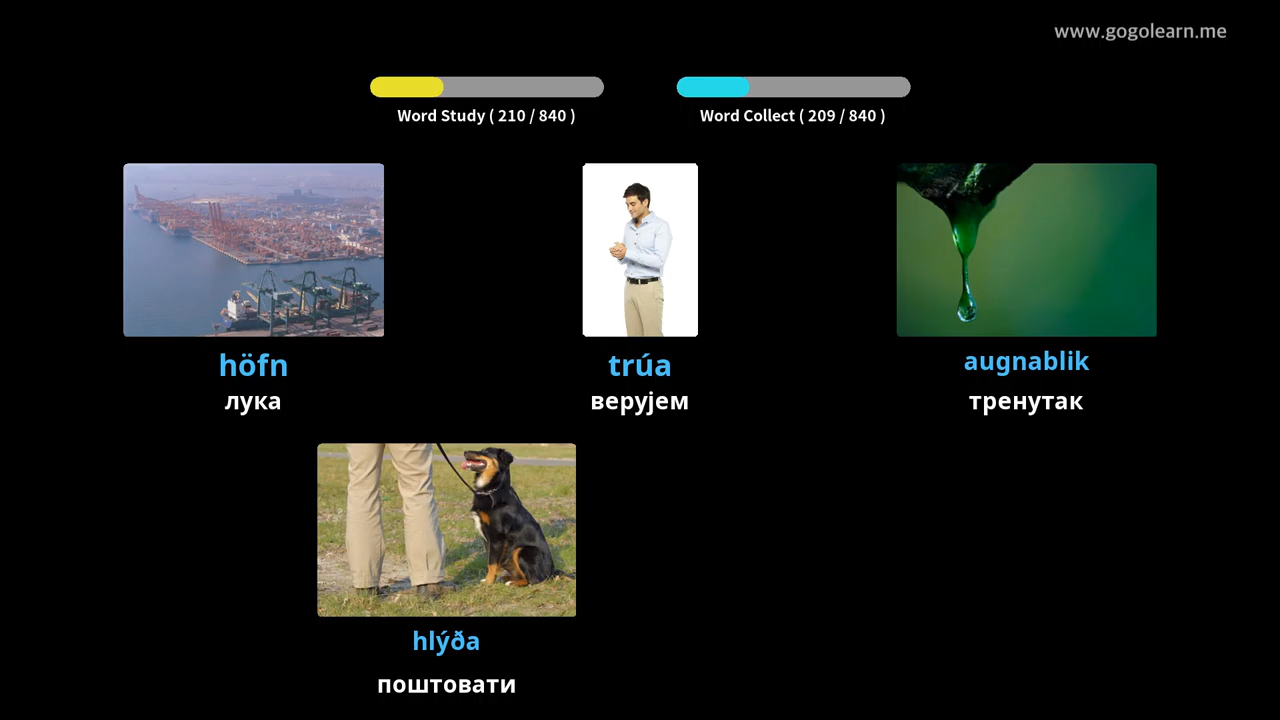 www.gogolearn.me
Word Study ( 210 / 840 )
Word Collect ( 209 / 840 )
höfn
лука
trúa
верујем
augnablik
тренутак
hlýða
поштовати